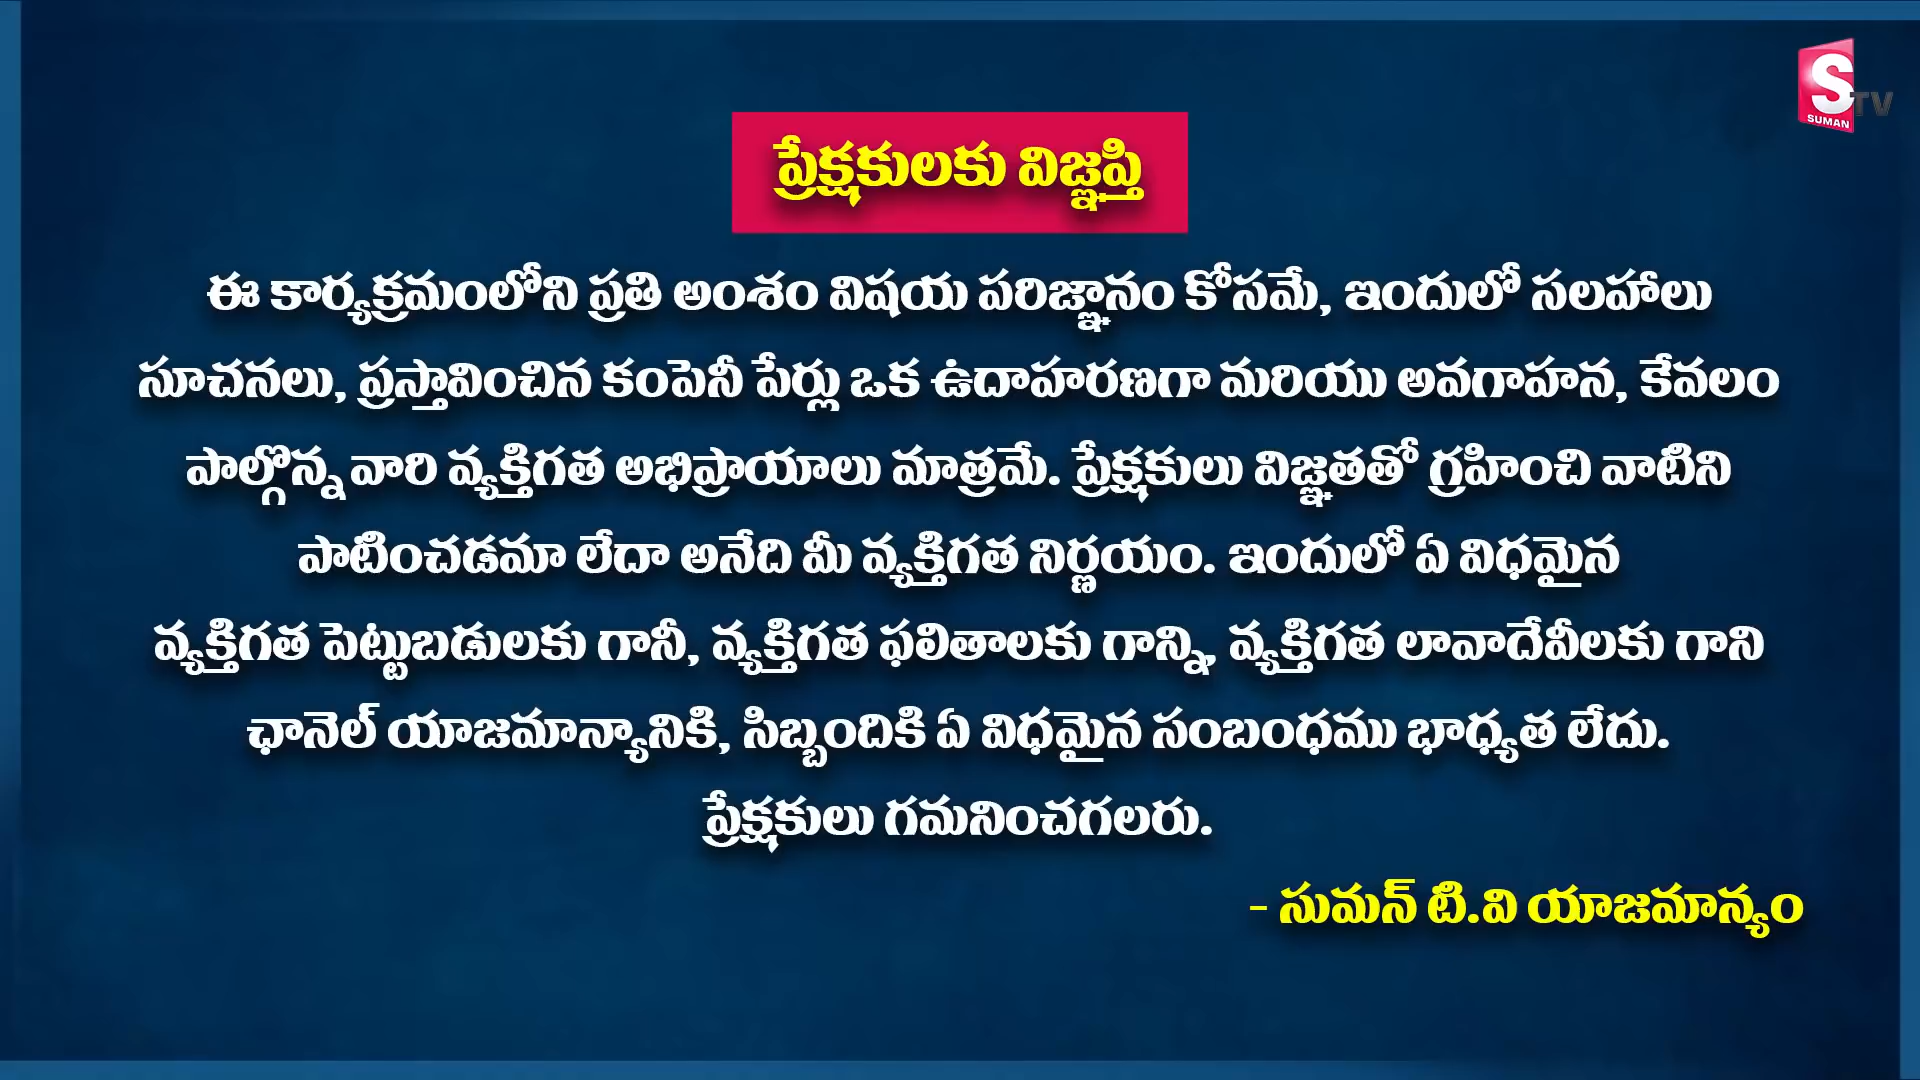 S
TV
SUMAN
ప్రేక్షకులకు విజ్ఞప్తి
ఈ కార్యక్రమంలోని ప్రతి అంశం విషయ పరిజ్ఞానం కోసమే, ఇందులో సలహాలు
సూచనలు, ప్రస్తావించిన కంపెనీ పేర్లు ఒక ఉదాహరణగా మరియు అవగాహన, కేవలం
పాల్గొన్న వారి వ్యక్తిగత అభిప్రాయాలు మాత్రమే. ప్రేక్షకులు విజ్ఞతతో గ్రహించి వాటిని
పాటించడమా లేదా అనేది మీ వ్యక్తిగత నిర్ణయం. ఇందులో ఏ విధమైన
వ్యక్తిగత పెట్టుబడులకు గానీ, వ్యక్తిగత ఫలితాలకు గాన్ని, వ్యక్తిగత లావాదేవీలకు గాని
ఛానెల్ యాజమాన్యానికి, సిబ్బందికి ఏ విధమైన సంబంధము భాధ్యత లేదు.
ప్రేక్షకులు గమనించగలరు.
- సుమన్ టి.వి యాజమాన్యం